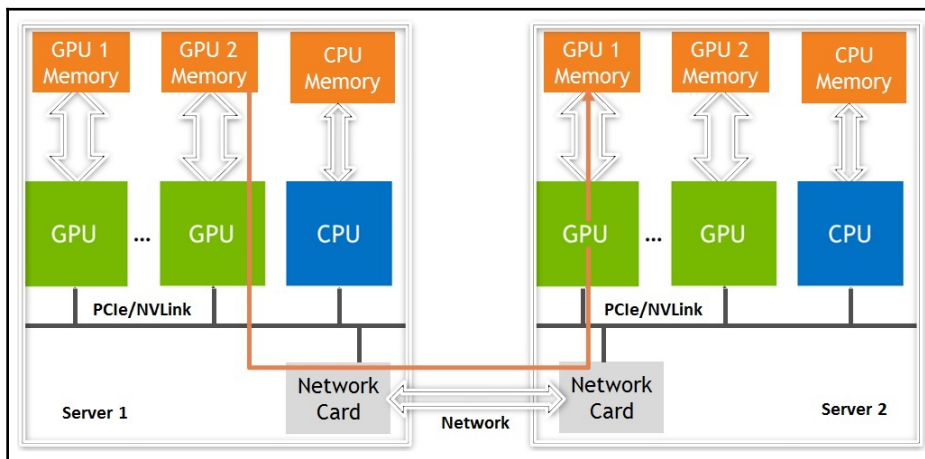 GPU 1
Memory
GPU 2
Memory
CPU
Memory
GPU
...
GPU
CPU
PCIe/NVLink
Network
Card
Server 1
Network
GPU 1
Memory
GPU 2
Memory
CPU
Memory
GPU
...
GPU
CPU
PCIe/NVLink
Network
Card
Server 2